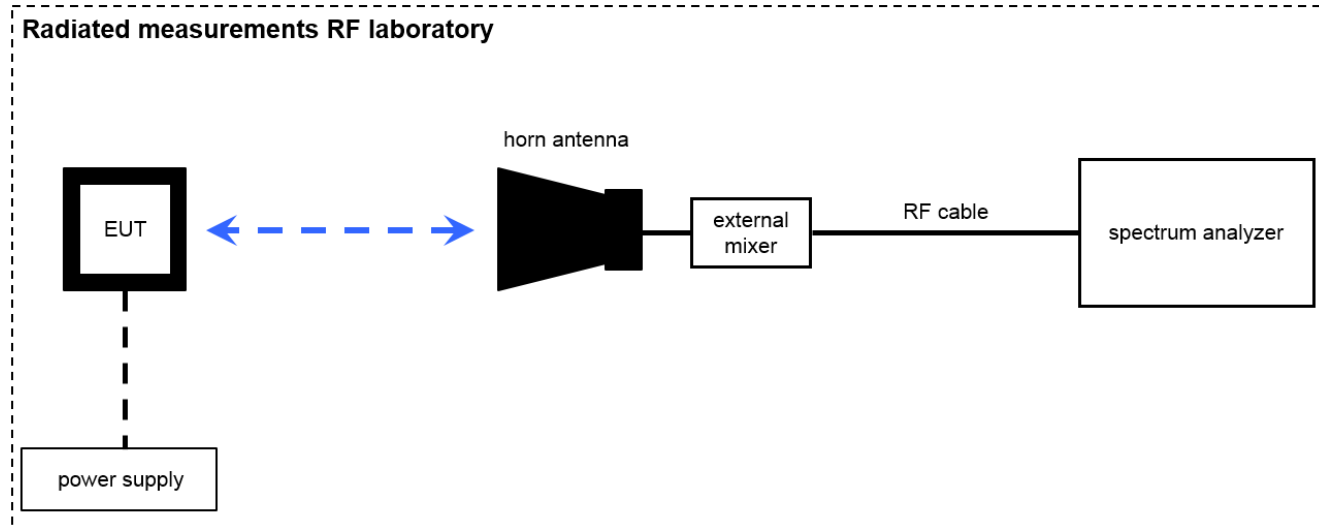 Radiated measurements RF laboratory
horn antenna
EUT
external
mixer
RF cable
spectrum analyzer
power supply